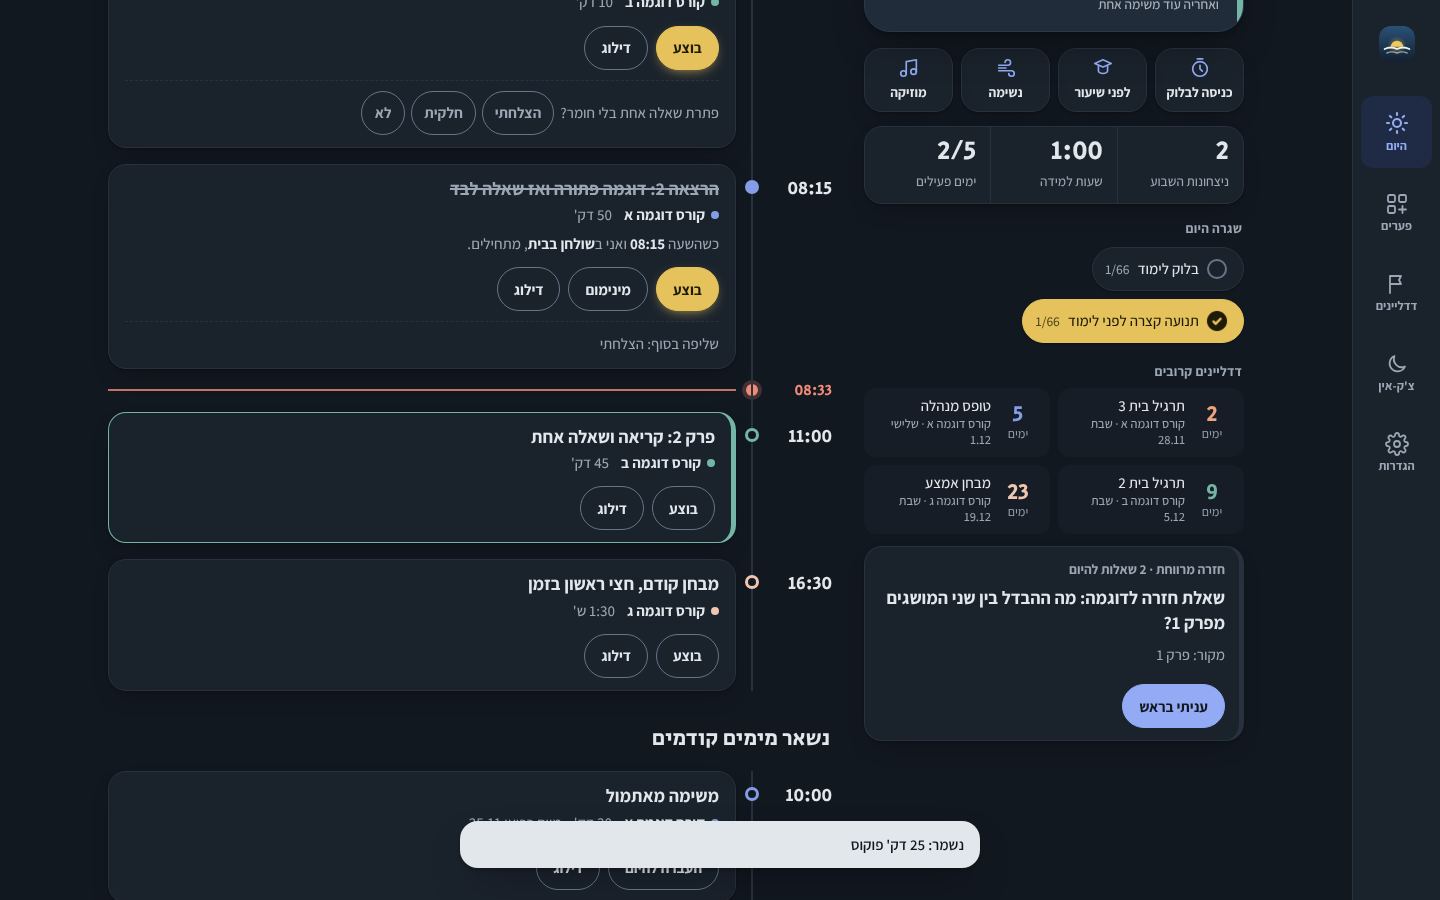 היום
פערים
דדליינים
צ'ק-אין
הגדרות
ואחריה עוד משימה אחת
כניסה לבלוק
לפני שיעור
נשימה
מוזיקה
2
ניצחונות השבוע
1:00
שעות למידה
2/5
ימים פעילים
שגרה היום
בלוק לימוד 1/66
תנועה קצרה לפני לימוד 1/66
דדליינים קרובים
2
ימים
תרגיל בית 3
קורס דוגמה א · שבת
28.11
5
ימים
טופס מנהלה
קורס דוגמה א · שלישי
1.12
9
ימים
תרגיל בית 2
קורס דוגמה ב · שבת
5.12
23
ימים
מבחן אמצע
קורס דוגמה ג · שבת
19.12
חזרה מרווחת · 2 שאלות להיום
שאלת חזרה לדוגמה: מה ההבדל בין שני המושגים
מפרק 1?
מקור: פרק 1
עניתי בראש
קורס דוגמה ב 10 דק'
בוצע
דילוג
פתרת שאלה אחת בלי חומר? הצלחתי חלקית לא
08:15
הרצאה 2: דוגמה פתורה ואז שאלה לבד
קורס דוגמה א 50 דק'
כשהשעה 08:15 ואני בשולחן בבית, מתחילים.
בוצע
מינימום
דילוג
שליפה בסוף: הצלחתי
08:33
11:00
פרק 2: קריאה ושאלה אחת
קורס דוגמה ב 45 דק'
בוצע
דילוג
16:30
מבחן קודם, חצי ראשון בזמן
קורס דוגמה ג 1:30 ש'
בוצע
דילוג
נשאר מימים קודמים
10:00
משימה מאתמול
העברה להיום
דילוג
נשמר: 25 דק' פוקוס